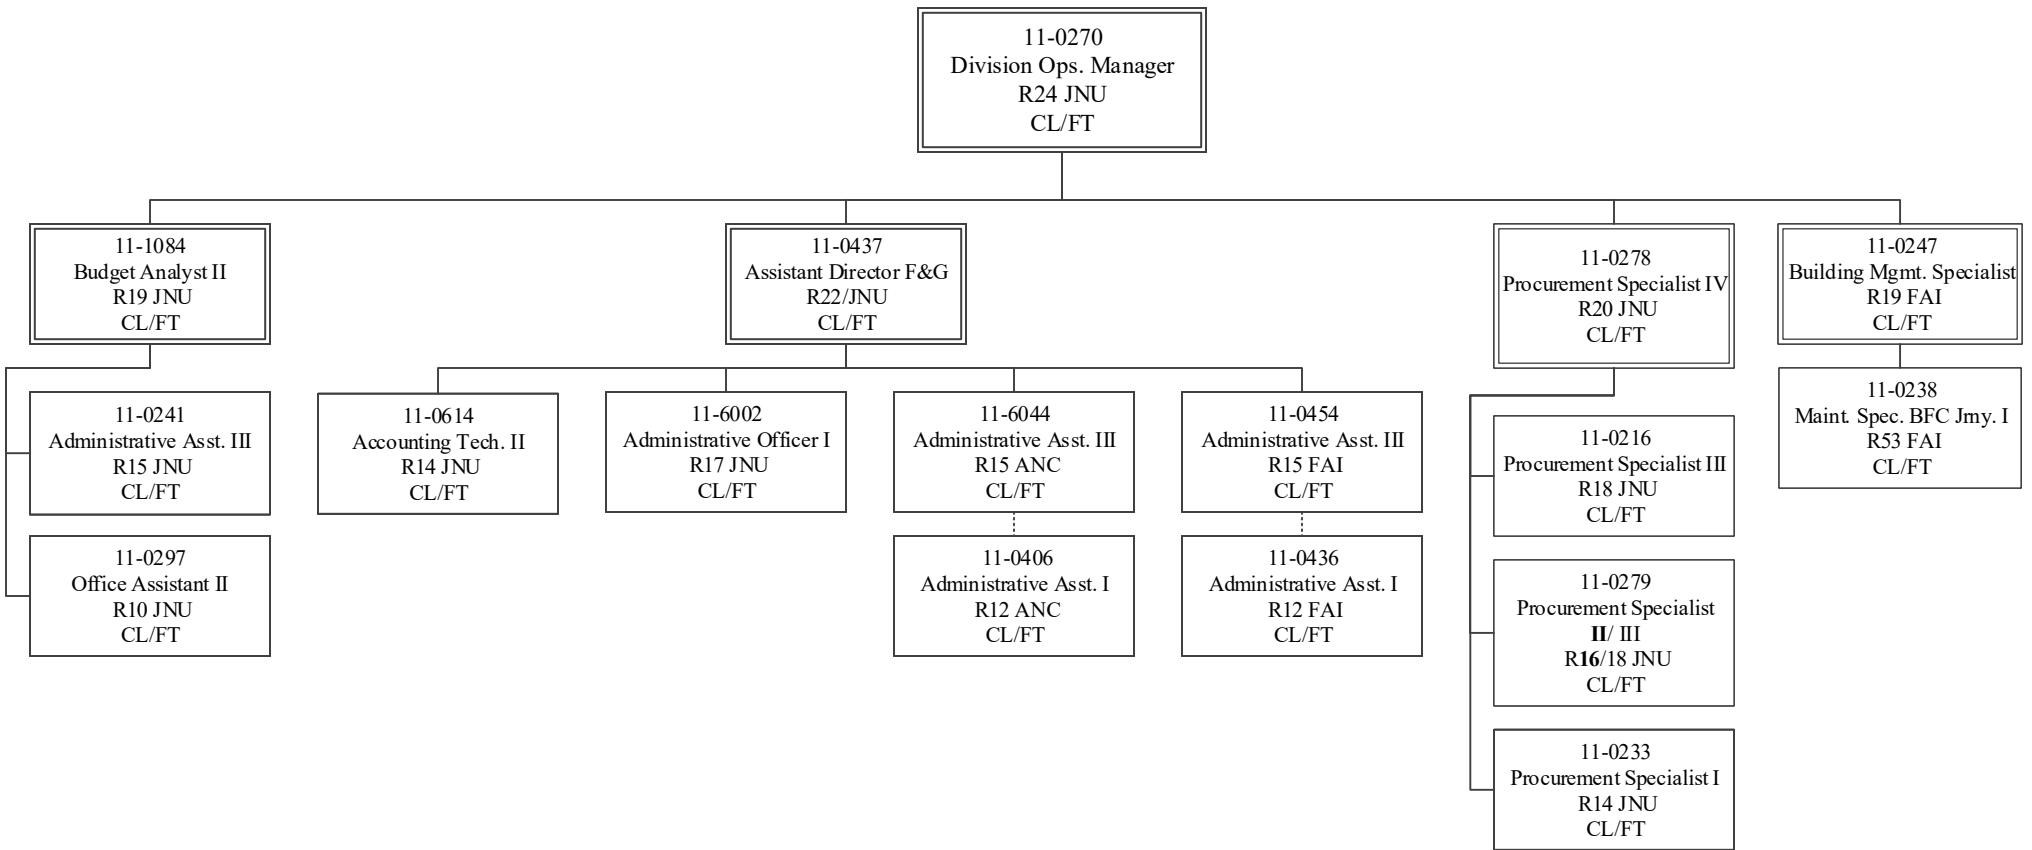 11-0270
Division Ops. Manager
R24 JNU
CL/FT
11-1084
Budget Analyst II
R19 JNU
CL/FT
11-0437
Assistant Director F&G
R22/JNU
CL/FT
11-0278
Procurement Specialist IV
R20 JNU
CL/FT
11-0247
Building Mgmt. Specialist
R19 FAI
CL/FT
11-0241
Administrative Asst. III
R15 JNU
CL/FT
11-0614
Accounting Tech. II
R14 JNU
CL/FT
11-6002
Administrative Officer I
R17 JNU
CL/FT
11-6044
Administrative Asst. III
R15 ANC
CL/FT
11-0454
Administrative Asst. III
R15 FAI
CL/FT
11-0216
Procurement Specialist III
R18 JNU
CL/FT
11-0238
Maint. Spec. BFC Jrny. I
R53 FAI
CL/FT
11-0297
Office Assistant II
R10 JNU
CL/FT
11-0406
Administrative Asst. I
R12 ANC
CL/FT
11-0436
Administrative Asst. I
R12 FAI
CL/FT
11-0279
Procurement Specialist
II/ III
R16/18 JNU
CL/FT
11-0233
Procurement Specialist I
R14 JNU
CL/FT